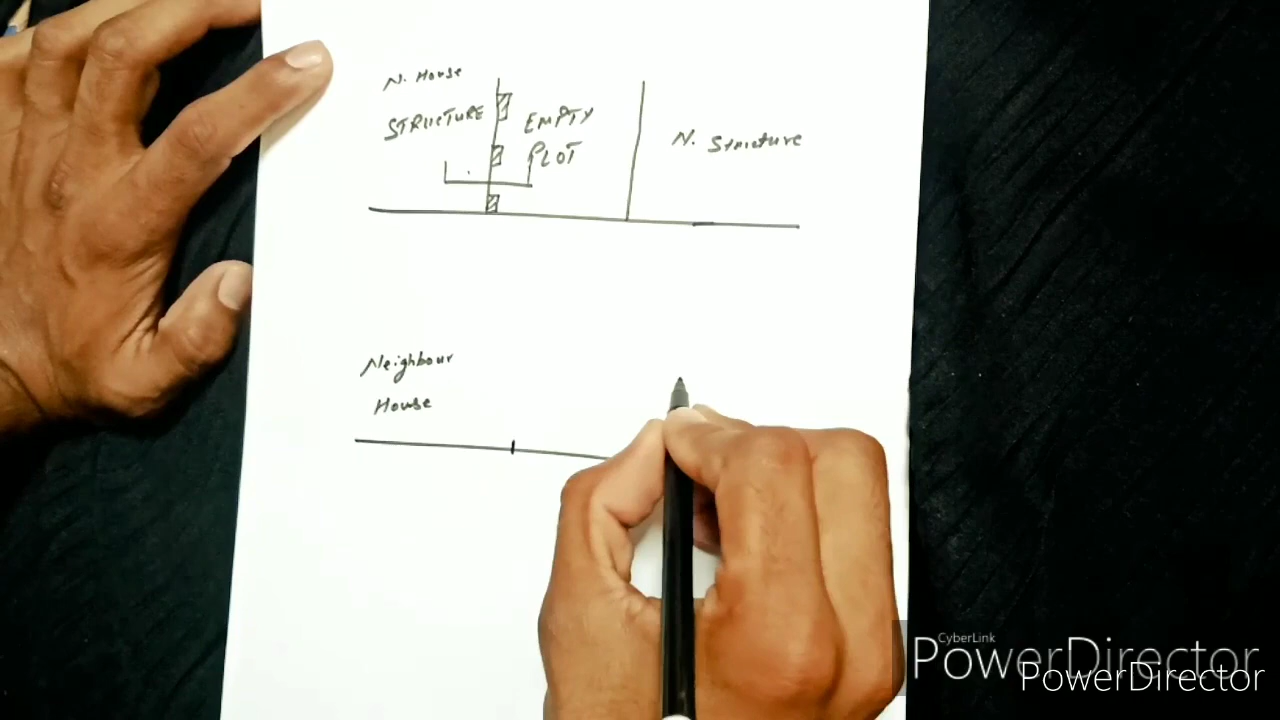 N. House
STRUCTURE
EMPTY
PLOT
N. Structure
Neighbour
House
CyberLink
PowerDirector
PowerDirector